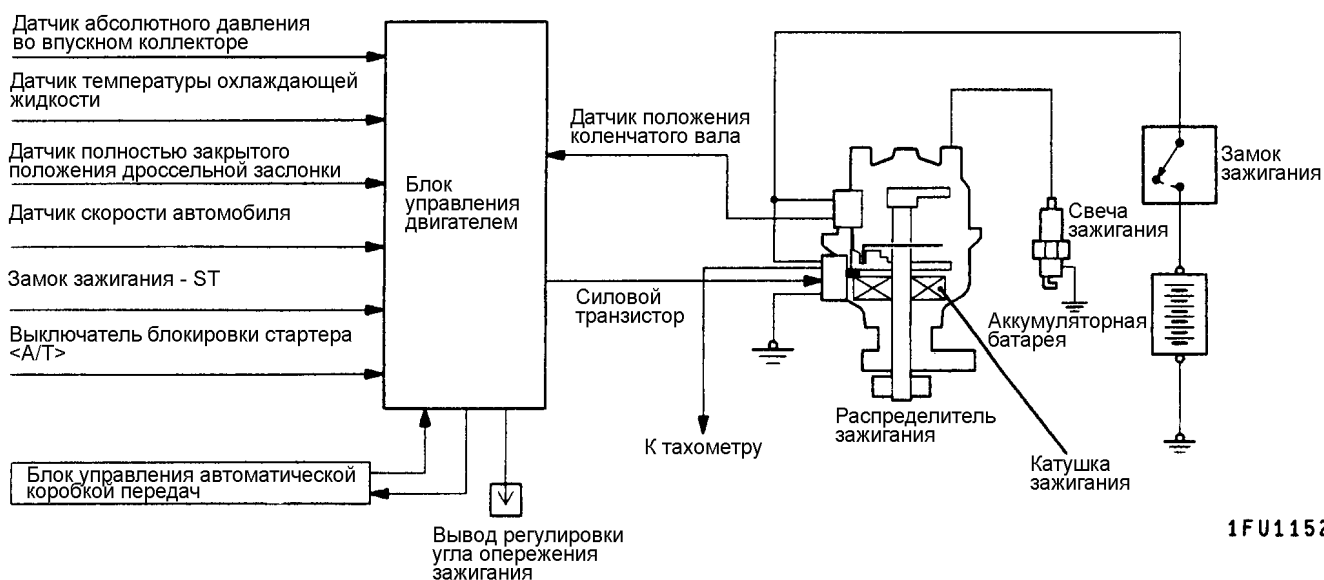 Датчик абсолютного давления
во впускном коллекторе
Датчик температуры охлаждающей
жидкости
Датчик полностью закрытого
положения дроссельной заслонки
Датчик скорости автомобиля
Замок зажигания - ST
Выключатель блокировки стартера
<A/T>
Блок управления автоматической
коробкой передач
Блок
управления
двигателем
Вывод регулировки
угла опережения
зажигания
Датчик положения
коленчатого вала
Силовой
транзистор
К тахометру
Распределитель
зажигания
Катушка
зажигания
Свеча
зажигания
Аккумуляторная
батарея
Замок
зажигания
1FU1152